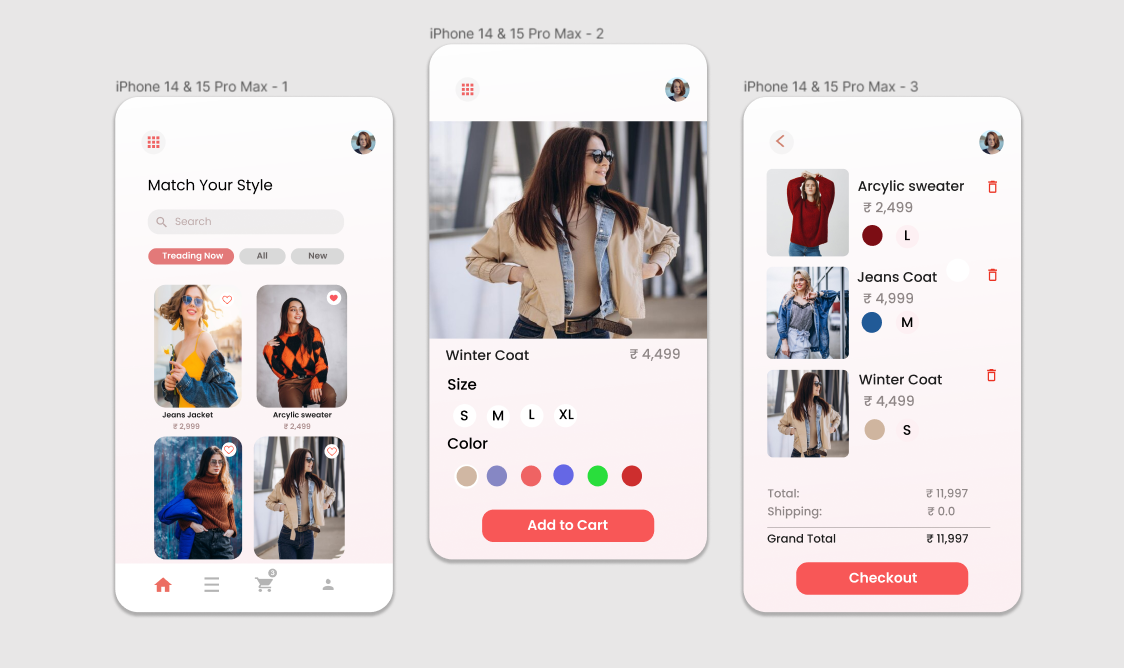 iPhone 14 & 15 Pro Max - 1
Match Your Style
Search
Treading Now All New
Jeans Jacket
₹ 2,999
Arcylic sweater
₹ 2,499
3
iPhone 14 & 15 Pro Max - 2
Winter Coat ₹ 4,499
Size
S M L XL
Color
Add to Cart
iPhone 14 & 15 Pro Max - 3
Arcylic sweater
₹ 2,499
L
Jeans Coat
₹ 4,999
M
Winter Coat
₹ 4,499
S
Total: ₹ 11,997
Shipping: ₹ 0.0
Grand Total ₹ 11,997
Checkout